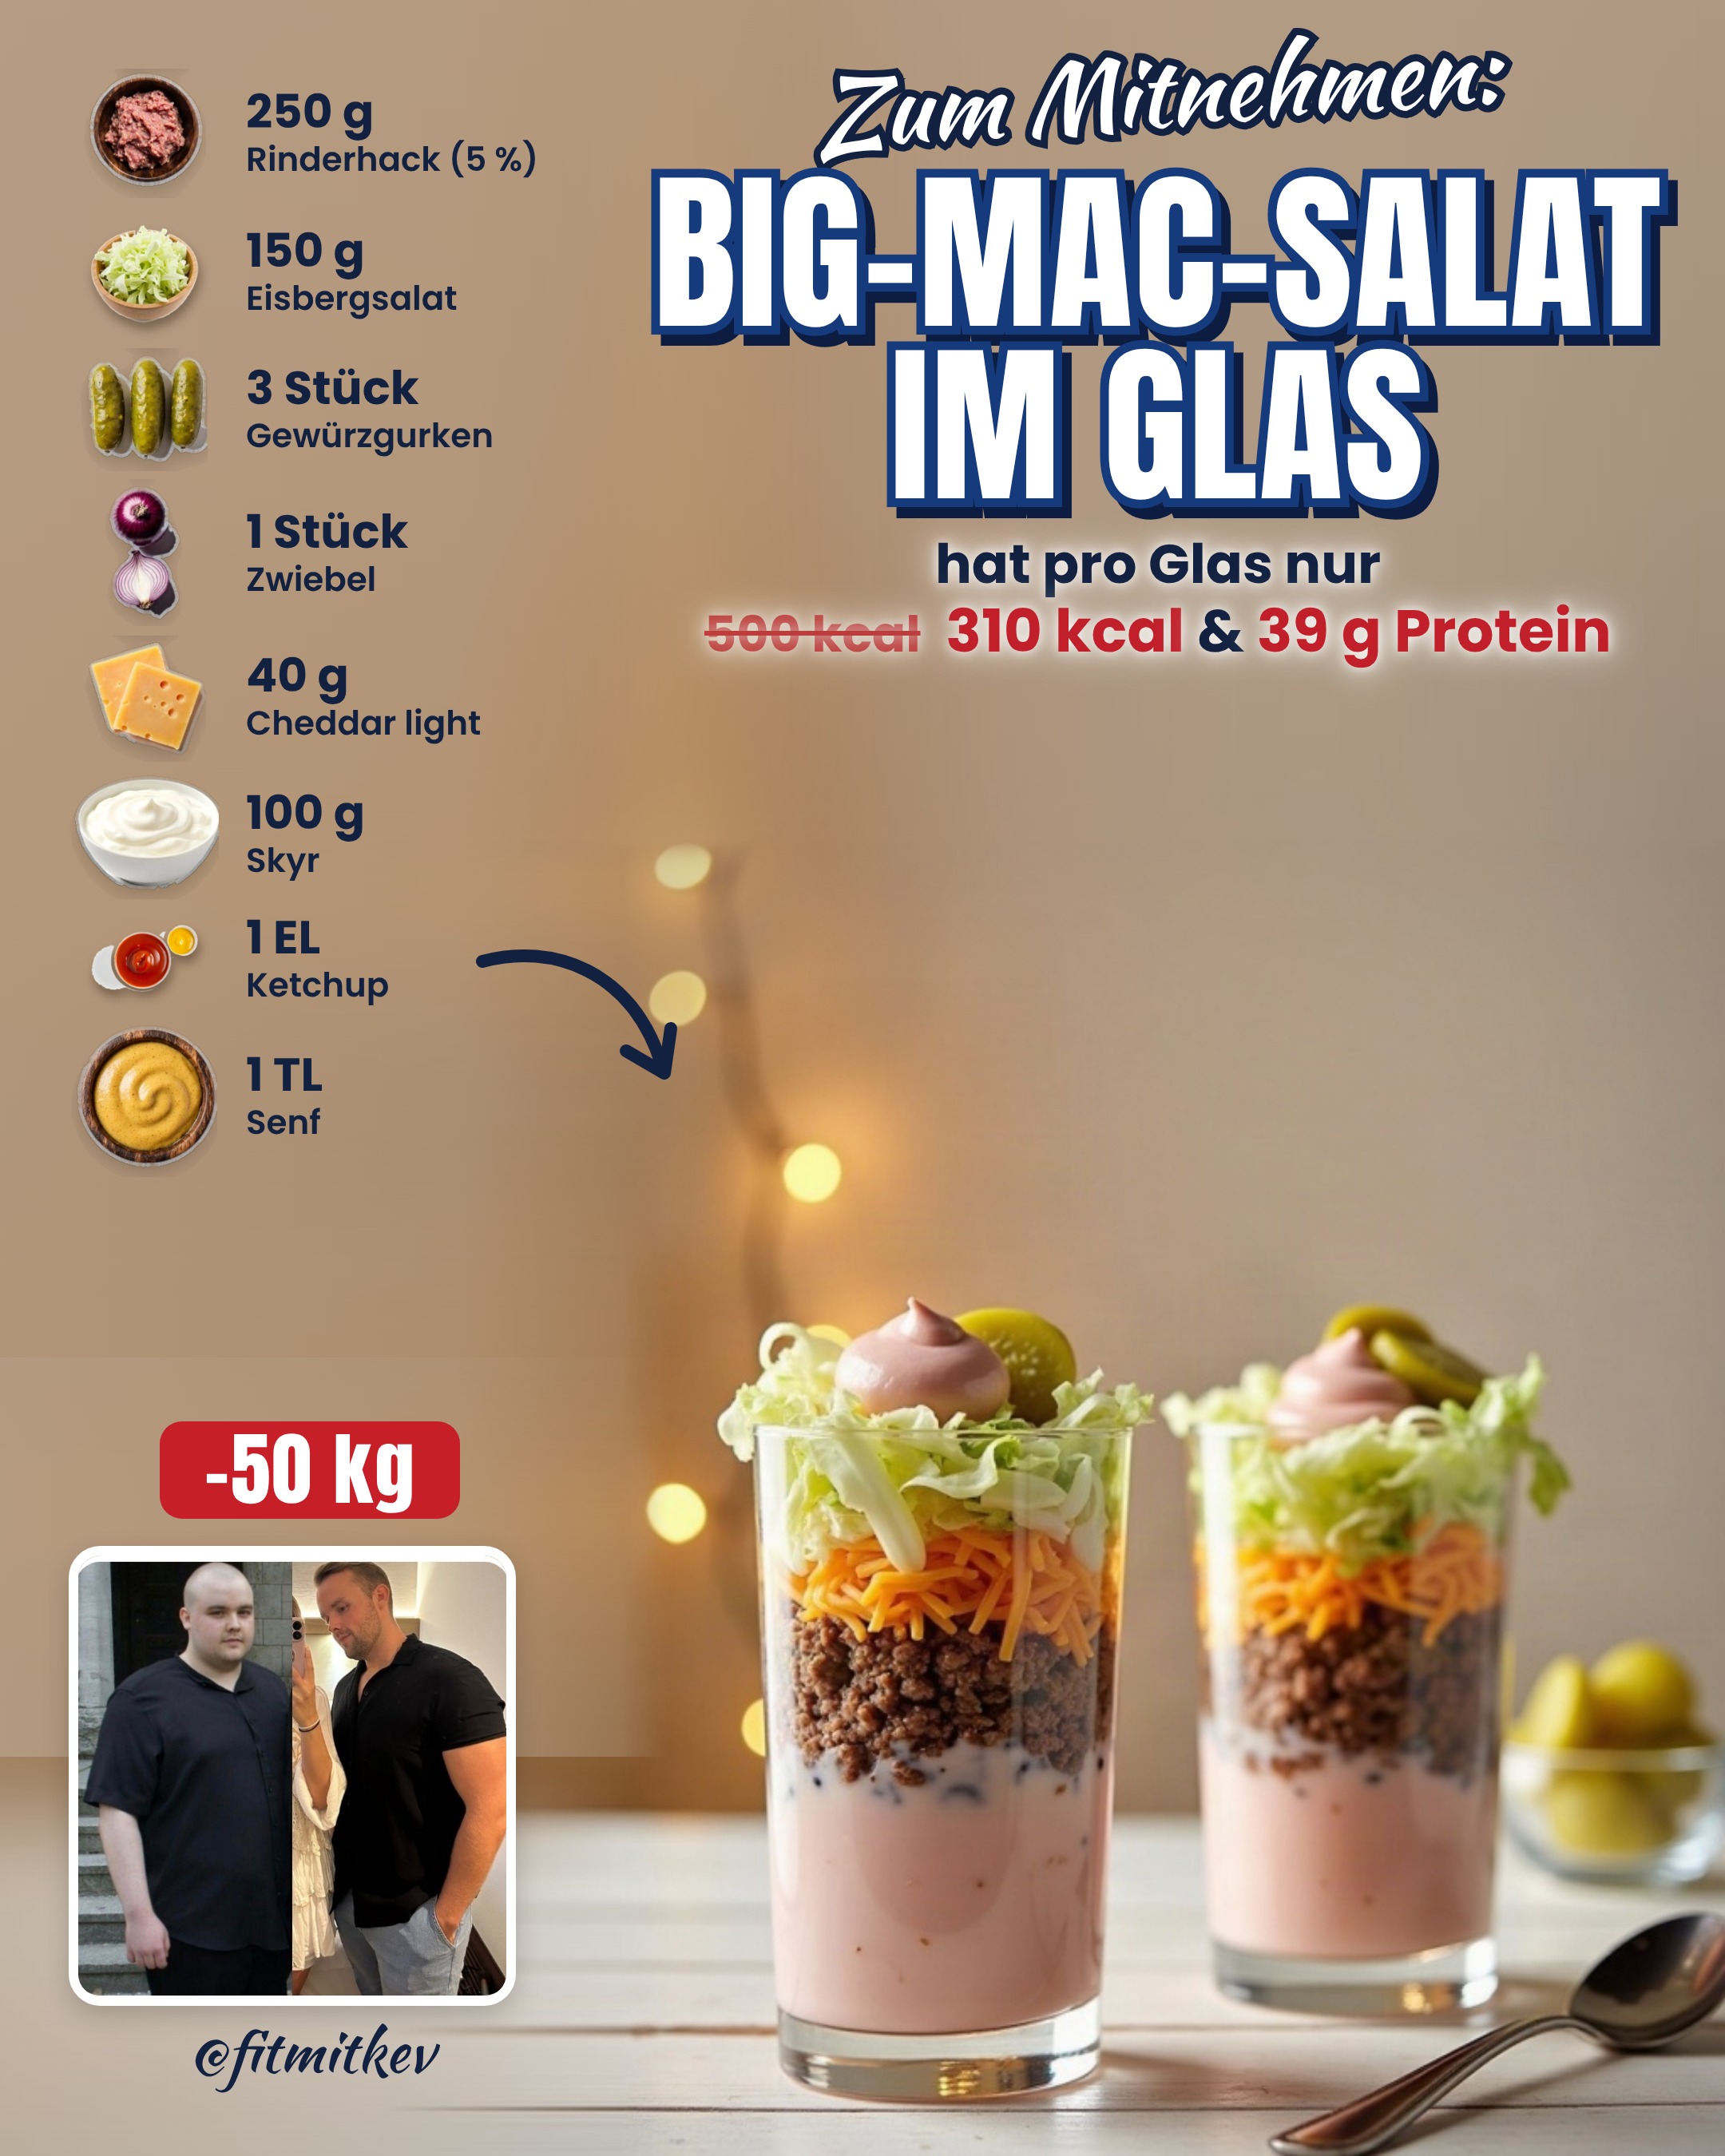 Zum Mitnehmen:
BIG-MAC-SALAT
IM GLAS
hat pro Glas nur
500 kcal 310 kcal & 39 g Protein
250 g
Rinderhack (5 %)
150 g
Eisbergsalat
3 Stück
Gewürzgurken
1 Stück
Zwiebel
40 g
Cheddar light
100 g
Skyr
1 EL
Ketchup
1 TL
Senf
-50 kg
@fitmitkev